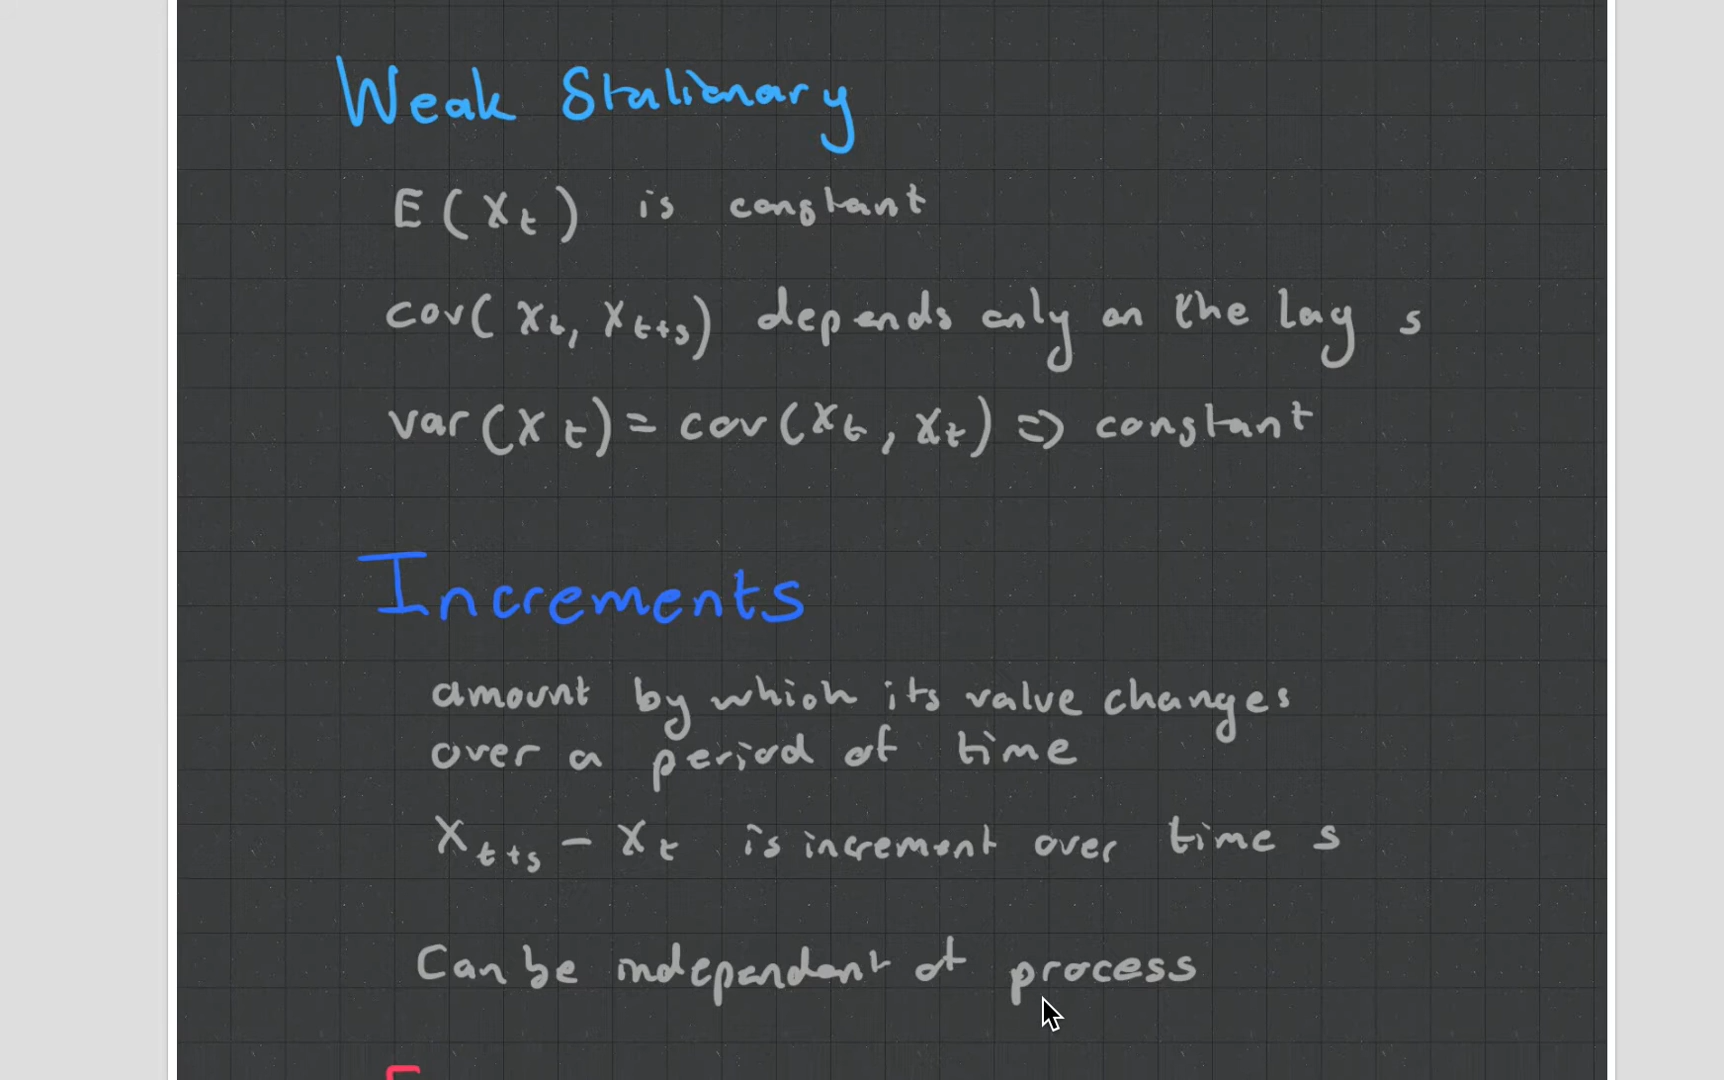 Weak Stationary
E(Xt) is constant
cov(Xt, Xt+s) depends only on the lag s
var(Xt) = cov(Xt, Xt) => constant
Increments
amount by which its value changes
over a period of time
Xt+s - Xt is increment over time s
Can be independent of process